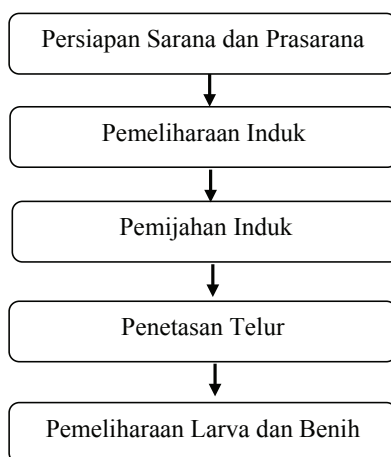 Persiapan Sarana dan Prasarana
Pemeliharaan Induk
Pemijahan Induk
Penetasan Telur
Pemeliharaan Larva dan Benih